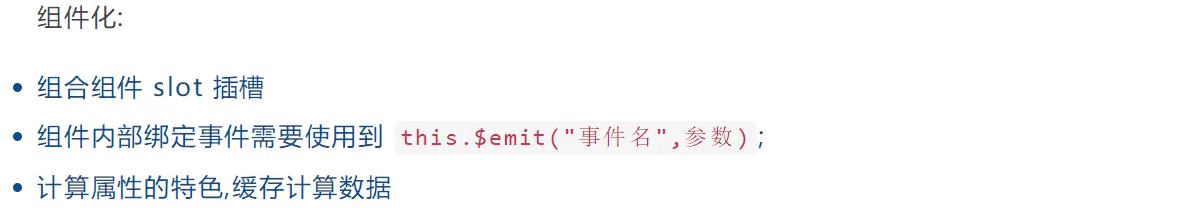 组件化:
组合组件 slot 插槽
组件内部绑定事件需要使用到 this.$emit("事件名",参数);
计算属性的特色,缓存计算数据